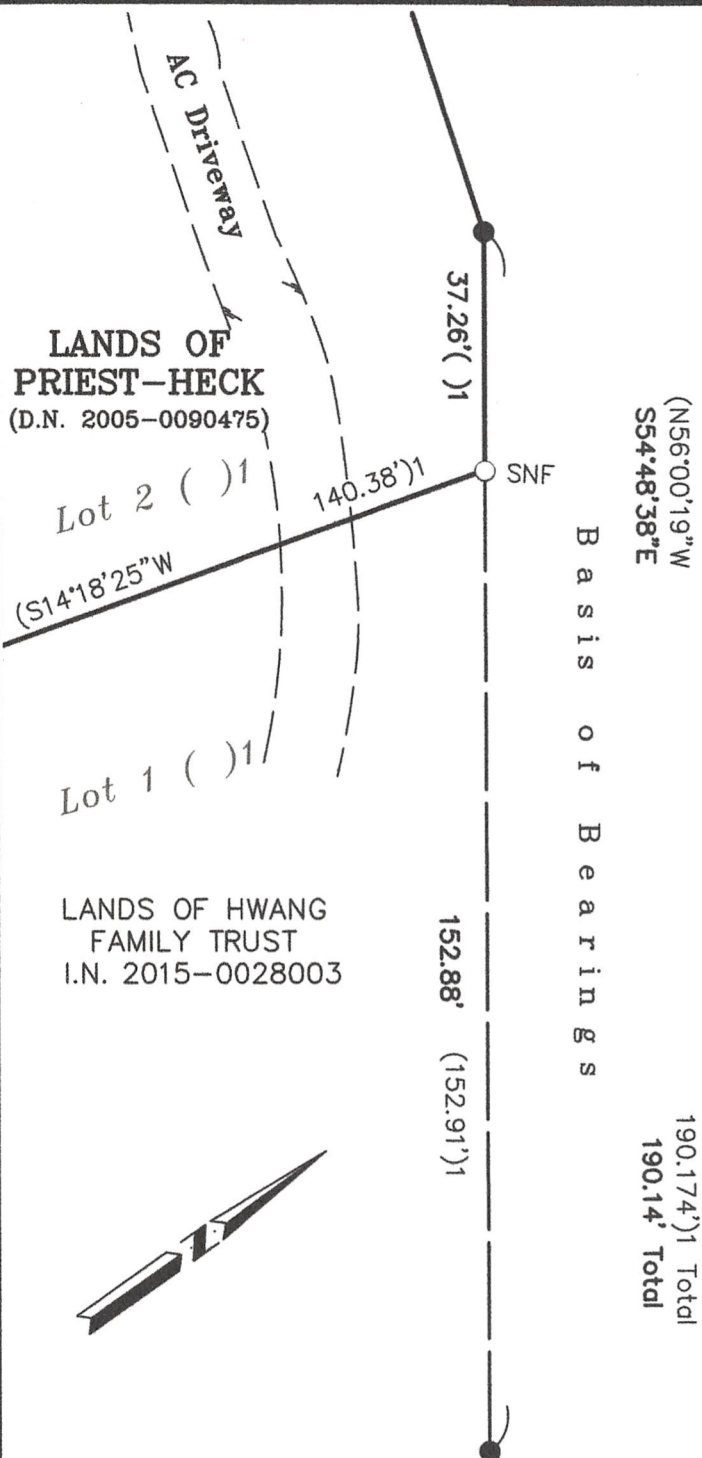 AC Driveway
37.26'( )1
(N56°00'19"W
S54°48'38"E
LANDS OF
PRIEST-HECK
(D.N. 2005-0090475)
SNF
140.38')1
Lot 2 ( )1
(S14°18'25"W
Basis of Bearings
Lot 1 ( )1
LANDS OF HWANG
FAMILY TRUST
I.N. 2015-0028003
152.88' (152.91')1
190.174')1 Total
190.14' Total
N